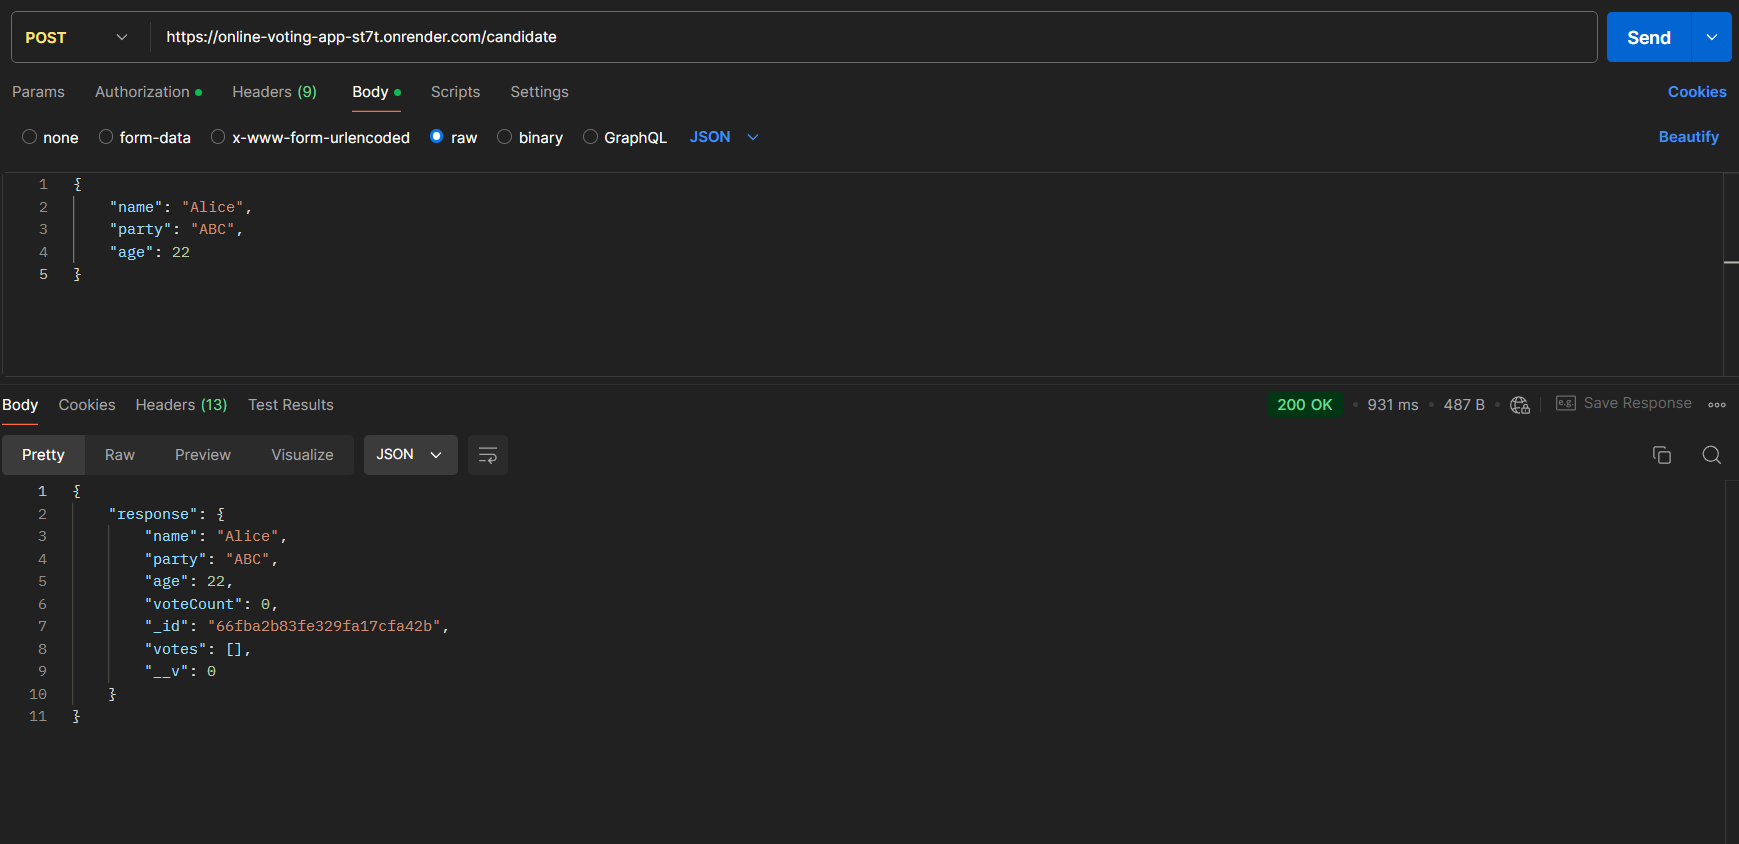 POST https://online-voting-app-st7t.onrender.com/candidate Send
Params Authorization Headers (9) Body Scripts Settings Cookies
none form-data x-www-form-urlencoded raw binary GraphQL JSON Beautify
1 {
2 "name": "Alice",
3 "party": "ABC",
4 "age": 22
5 }
Body Cookies Headers (13) Test Results 200 OK 931 ms 487 B e.g. Save Response
Pretty Raw Preview Visualize JSON
1 {
2 "response": {
3 "name": "Alice",
4 "party": "ABC",
5 "age": 22,
6 "voteCount": 0,
7 "_id": "66fba2b83fe329fa17cfa42b",
8 "votes": [],
9 "__v": 0
10 }
11 }